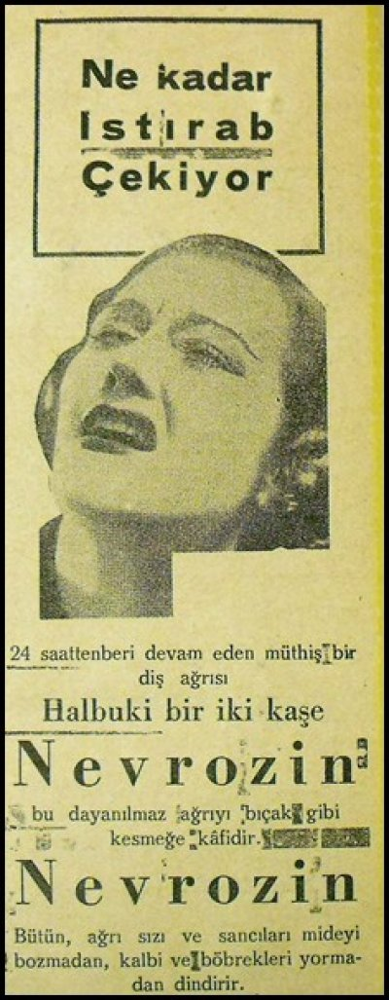 Ne kadar
Istırab
Çekiyor
24 saattenberi devam eden müthiş bir
diş ağrısı
Halbuki bir iki kaşe
Nevrozin
bu dayanılmaz ağrıyı bıçak gibi
kesmeğe kâfidir.
Nevrozin
Bütün, ağrı sızı ve sancıları mideyi
bozmadan, kalbi ve böbrekleri yorma-
dan dindirir.